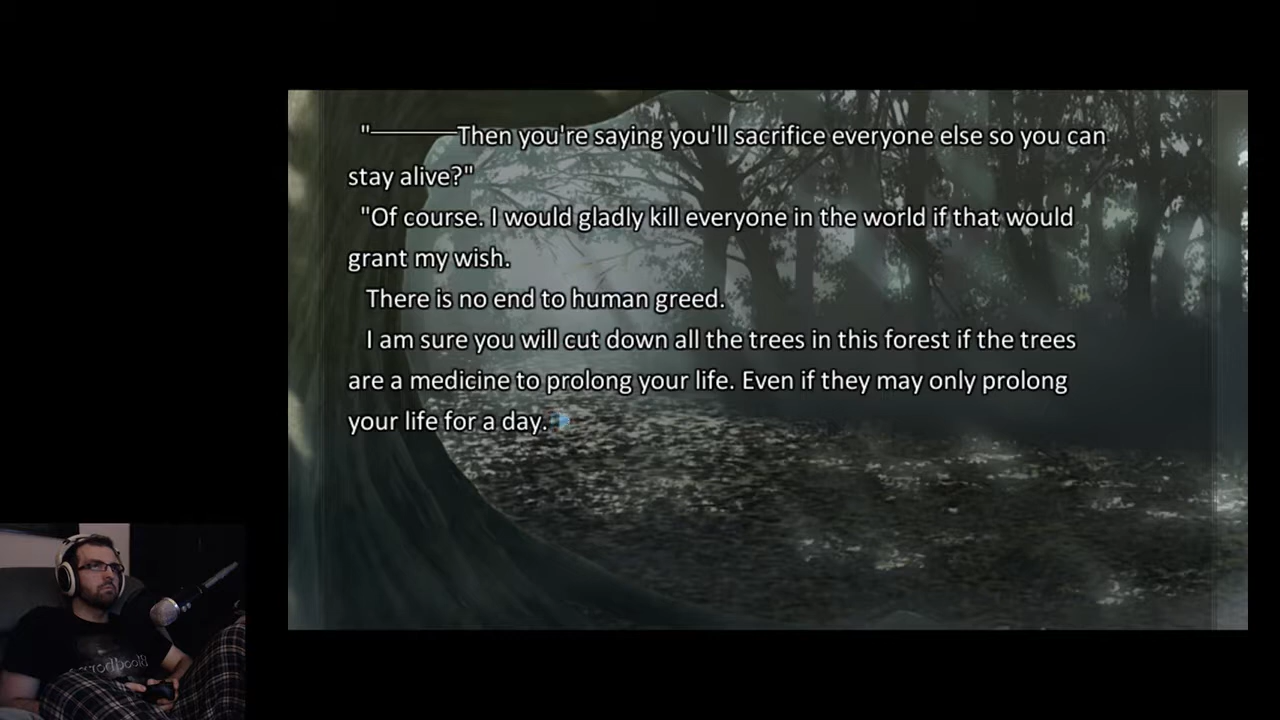 "———Then you're saying you'll sacrifice everyone else so you can
stay alive?"
"Of course. I would gladly kill everyone in the world if that would
grant my wish.
There is no end to human greed.
I am sure you will cut down all the trees in this forest if the trees
are a medicine to prolong your life. Even if they may only prolong
your life for a day.
Bloodborne